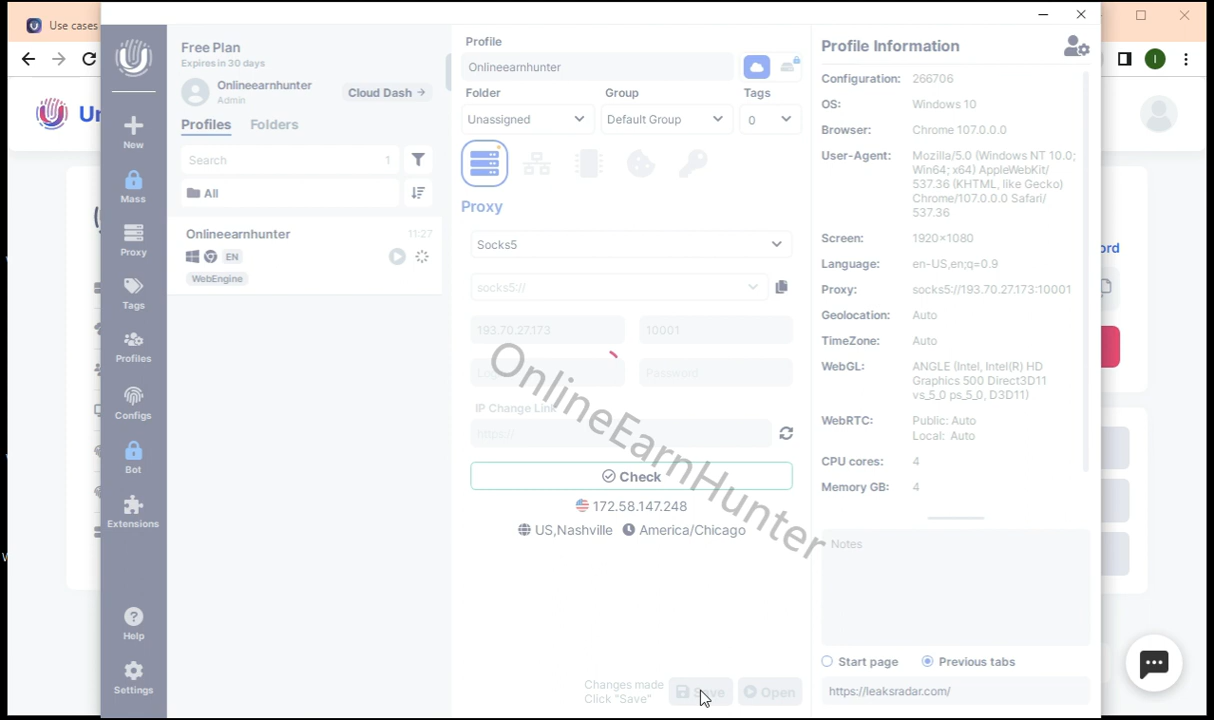 Use cases
Un
ord
Free Plan
Expires in 30 days
Onlineearnhunter
Admin
Cloud Dash →
Profiles
Folders
Search
1
All
Onlineearnhunter
11:27
EN
WebEngine
New
Mass
Proxy
Tags
Profiles
Configs
Bot
Extensions
Help
Settings
Profile
Onlineearnhunter
Folder
Group
Tags
Unassigned
Default Group
0
Proxy
Socks5
socks5://
193.70.27.173
10001
Password
IP Change Link
https://
Check
172.58.147.248
US,Nashville
America/Chicago
Changes made
Click "Save"
Save
Open
OnlineEarnHunter
Profile Information
Configuration: 266706
OS: Windows 10
Browser: Chrome 107.0.0.0
User-Agent: Mozilla/5.0 (Windows NT 10.0;
Win64; x64) AppleWebKit/
537.36 (KHTML, like Gecko)
Chrome/107.0.0.0 Safari/
537.36
Screen: 1920×1080
Language: en-US,en;q=0.9
Proxy: socks5://193.70.27.173:10001
Geolocation: Auto
TimeZone: Auto
WebGL: ANGLE (Intel, Intel(R) HD
Graphics 500 Direct3D11
vs_5_0 ps_5_0, D3D11)
WebRTC: Public: Auto
Local: Auto
CPU cores: 4
Memory GB: 4
Notes
Start page
Previous tabs
https://leaksradar.com/
I